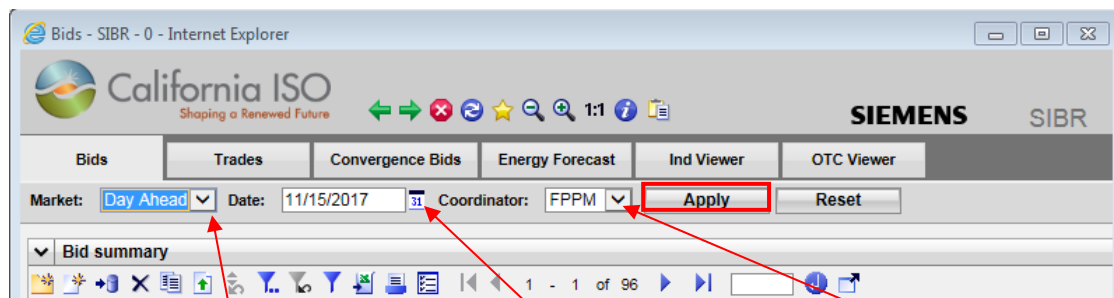 Bids - SIBR - 0 - Internet Explorer
California ISO
Shaping a Renewed Future
1:1
SIEMENS SIBR
Bids Trades Convergence Bids Energy Forecast Ind Viewer OTC Viewer
Market: Day Ahead Date: 11/15/2017 31 Coordinator: FPPM Apply Reset
Bid summary
1 - 1 of 96